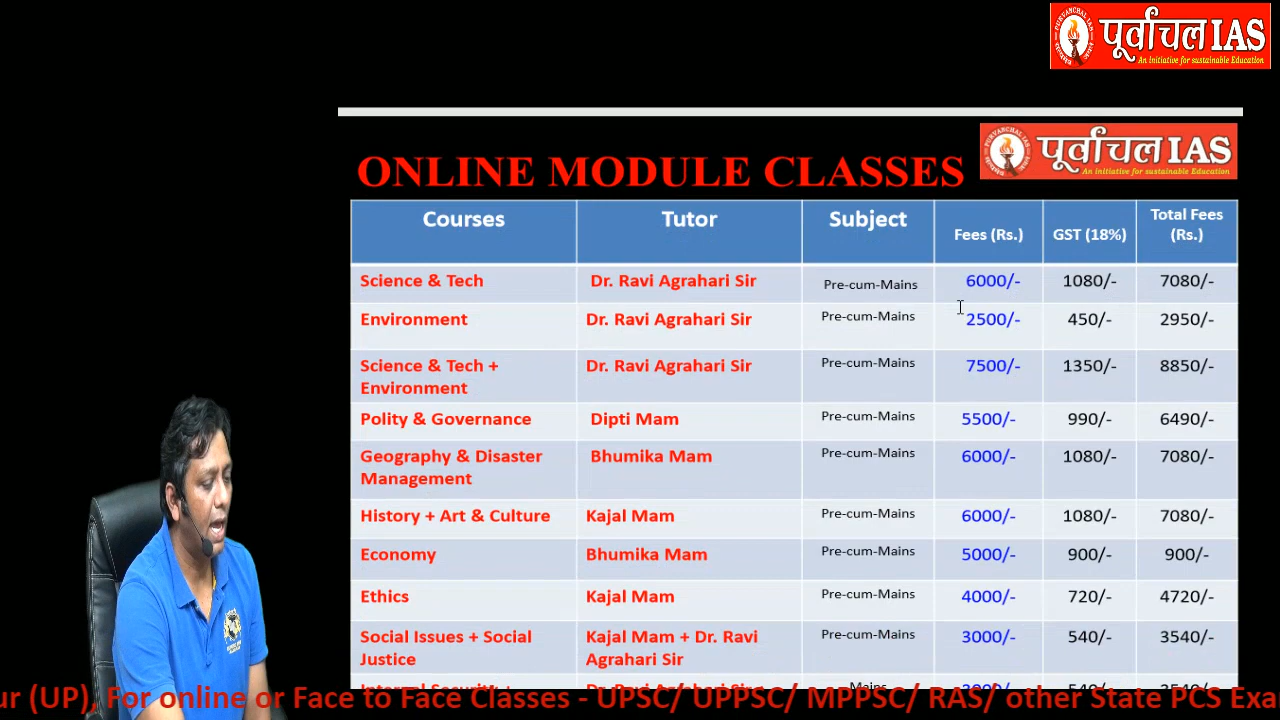 पूर्वांचल IAS
An initiative for sustainable Education
ONLINE MODULE CLASSES
पूर्वांचल IAS
An initiative for sustainable Education
Courses Tutor Subject Fees (Rs.) GST (18%) Total Fees (Rs.)
Science & Tech Dr. Ravi Agrahari Sir Pre-cum-Mains 6000/- 1080/- 7080/-
Environment Dr. Ravi Agrahari Sir Pre-cum-Mains 2500/- 450/- 2950/-
Science & Tech + Environment Dr. Ravi Agrahari Sir Pre-cum-Mains 7500/- 1350/- 8850/-
Polity & Governance Dipti Mam Pre-cum-Mains 5500/- 990/- 6490/-
Geography & Disaster Management Bhumika Mam Pre-cum-Mains 6000/- 1080/- 7080/-
History + Art & Culture Kajal Mam Pre-cum-Mains 6000/- 1080/- 7080/-
Economy Bhumika Mam Pre-cum-Mains 5000/- 900/- 900/-
Ethics Kajal Mam Pre-cum-Mains 4000/- 720/- 4720/-
Social Issues + Social Justice Kajal Mam + Dr. Ravi Agrahari Sir Pre-cum-Mains 3000/- 540/- 3540/-
ur (UP), For online or Face to Face Classes - UPSC/ UPPSC/ MPPSC/ RAS/ other State PCS Exa